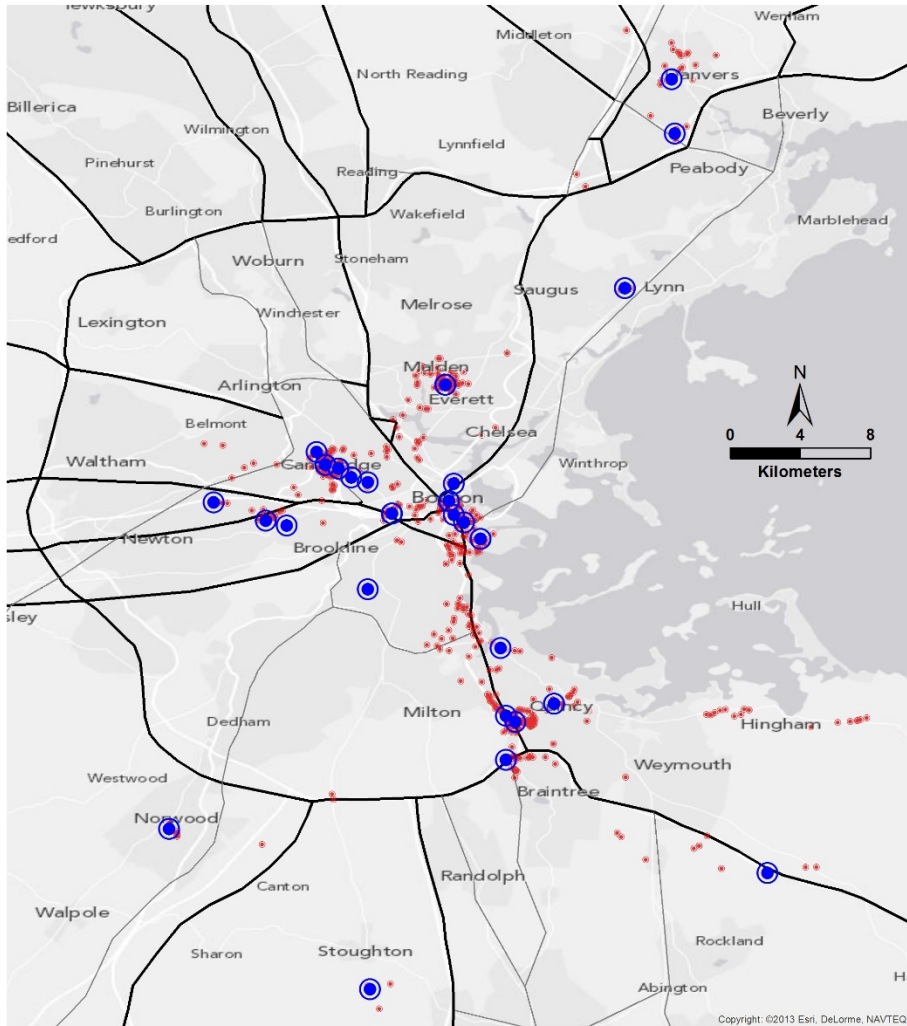 Wenham
Middleton
North Reading
Danvers
Billerica
Beverly
Wilmington
Lynnfield
Pinehurst
Reading
Peabody
Burlington
Wakefield
Marblehead
edford
Woburn
Stoneham
Saugus
Lynn
Melrose
Lexington
Winchester
Malden
Arlington
Everett
N
Belmont
Chelsea
0 4 8
Waltham
Cambridge
Winthrop
Kilometers
Boston
Newton
Brookline
Hull
sley
Quincy
Milton
Dedham
Hingham
Weymouth
Westwood
Braintree
Norwood
Randolph
Canton
Walpole
Rockland
Sharon
Stoughton
H
Abington
Copyright: ©2013 Esri, DeLorme, NAVTEQ